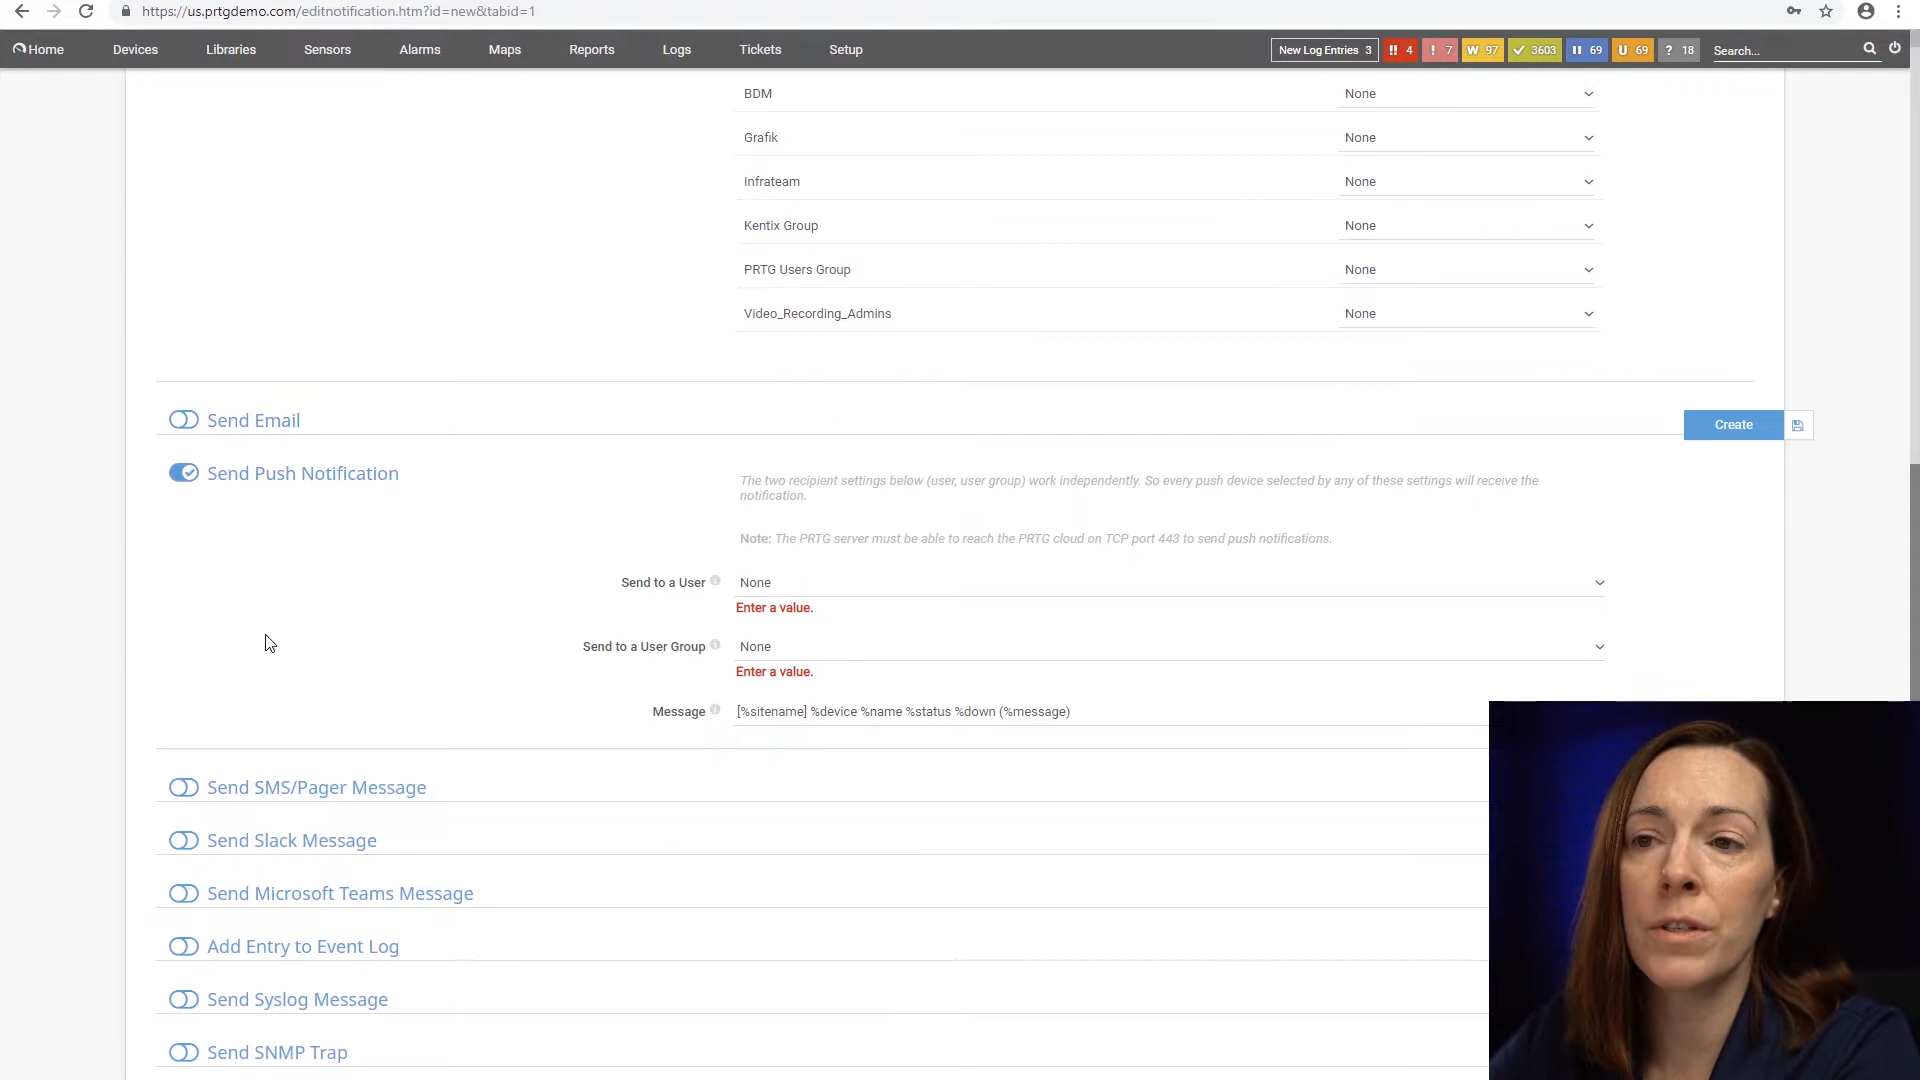 https://us.prtgdemo.com/editnotification.htm?id=new&tabid=1
Home Devices Libraries Sensors Alarms Maps Reports Logs Tickets Setup New Log Entries 3 !! 4 ! 7 W 97 3603 69 U 69 ? 18 Search...
BDM None
Grafik None
Infrateam None
Kentix Group None
PRTG Users Group None
Video_Recording_Admins None
Send Email
Create
Send Push Notification
The two recipient settings below (user, user group) work independently. So every push device selected by any of these settings will receive the
notification.
Note: The PRTG server must be able to reach the PRTG cloud on TCP port 443 to send push notifications.
Send to a User None
Enter a value.
Send to a User Group None
Enter a value.
Message [%sitename] %device %name %status %down (%message)
Send SMS/Pager Message
Send Slack Message
Send Microsoft Teams Message
Add Entry to Event Log
Send Syslog Message
Send SNMP Trap